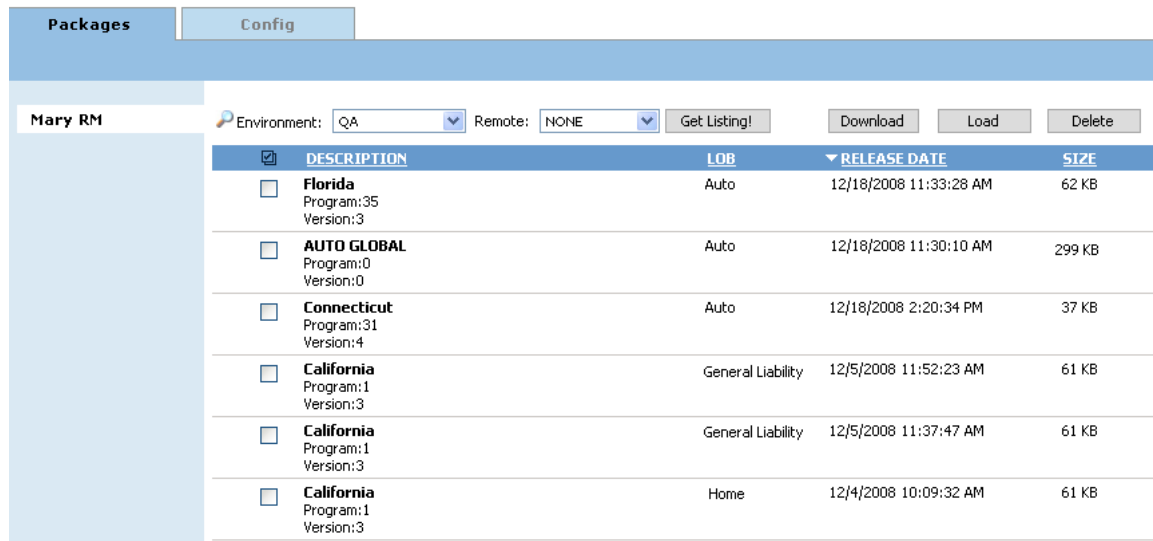 Packages Config
Mary RM
Environment: QA Remote: NONE Get Listing! Download Load Delete
DESCRIPTION LOB RELEASE DATE SIZE
Florida Auto 12/18/2008 11:33:28 AM 62 KB
Program:35
Version:3
AUTO GLOBAL Auto 12/18/2008 11:30:10 AM 299 KB
Program:0
Version:0
Connecticut Auto 12/18/2008 2:20:34 PM 37 KB
Program:31
Version:4
California General Liability 12/5/2008 11:52:23 AM 61 KB
Program:1
Version:3
California General Liability 12/5/2008 11:37:47 AM 61 KB
Program:1
Version:3
California Home 12/4/2008 10:09:32 AM 61 KB
Program:1
Version:3